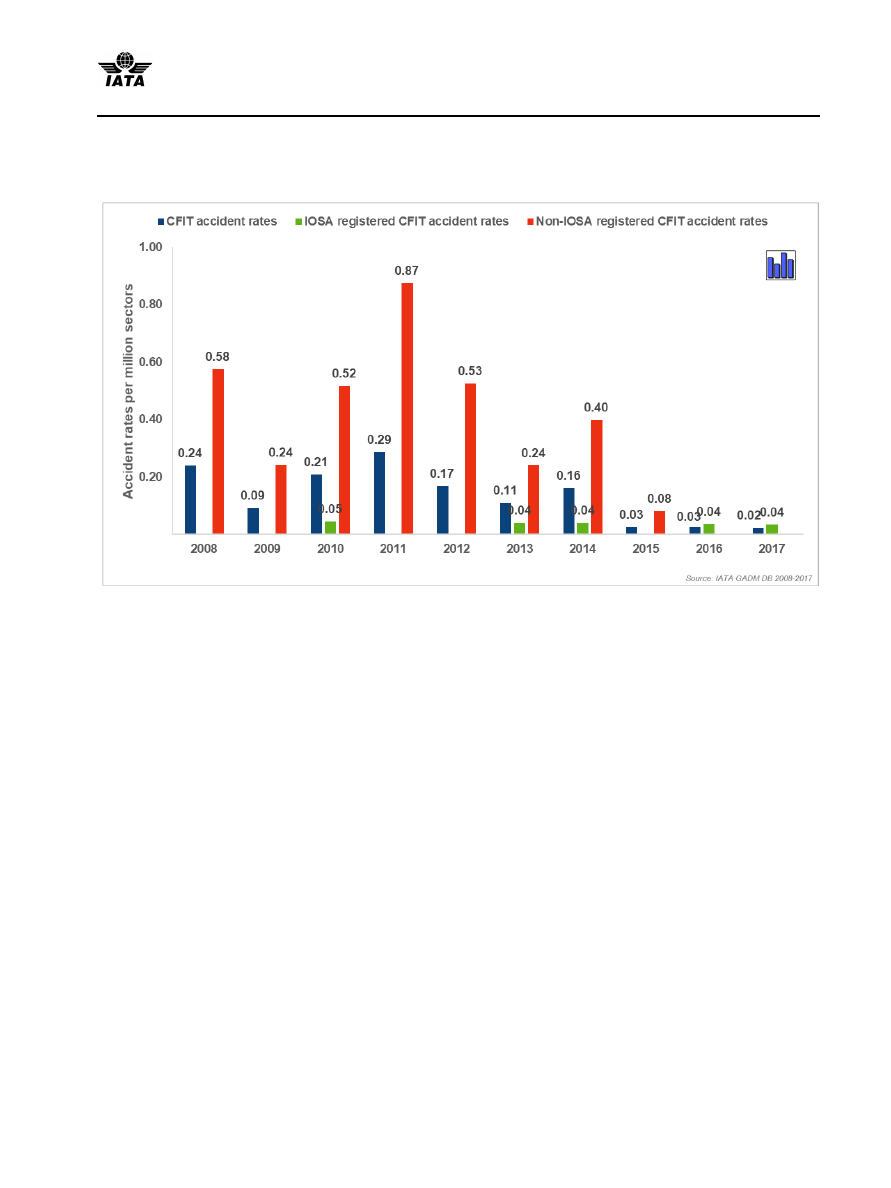 IATA
CFIT accident rates IOSA registered CFIT accident rates Non-IOSA registered CFIT accident rates
Accident rates per million sectors
1.00
0.80
0.60
0.40
0.20
0.24 0.58
0.09 0.24
0.21 0.05 0.52
0.29 0.87
0.17 0.53
0.11 0.04 0.24
0.16 0.04 0.40
0.03 0.08
0.03 0.04
0.02 0.04
2008 2009 2010 2011 2012 2013 2014 2015 2016 2017
Source: IATA GADM DB 2008-2017